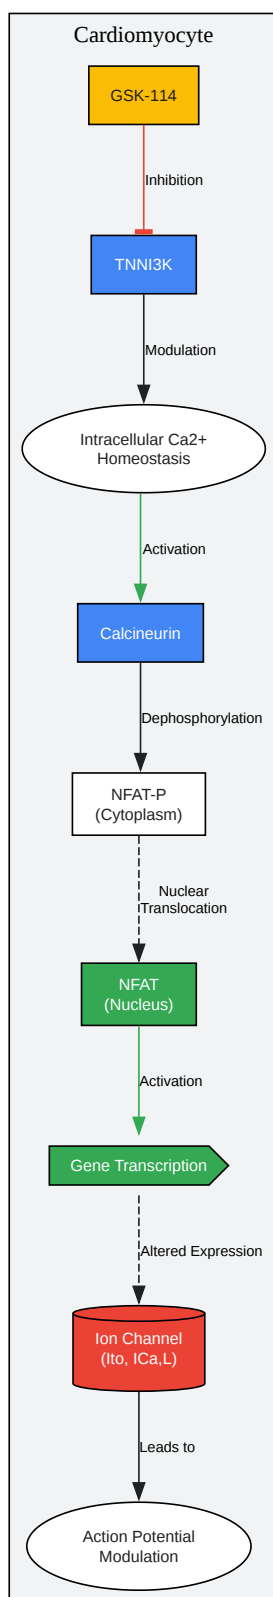 Cardiomyocyte
GSK-114
Inhibition
TNNI3K
Modulation
Intracellular Ca2+
Homeostasis
Activation
Calcineurin
Dephosphorylation
NFAT-P
(Cytoplasm)
Nuclear
Translocation
NFAT
(Nucleus)
Activation
Gene Transcription
Altered Expression
Ion Channel
(Ito, ICa,L)
Leads to
Action Potential
Modulation